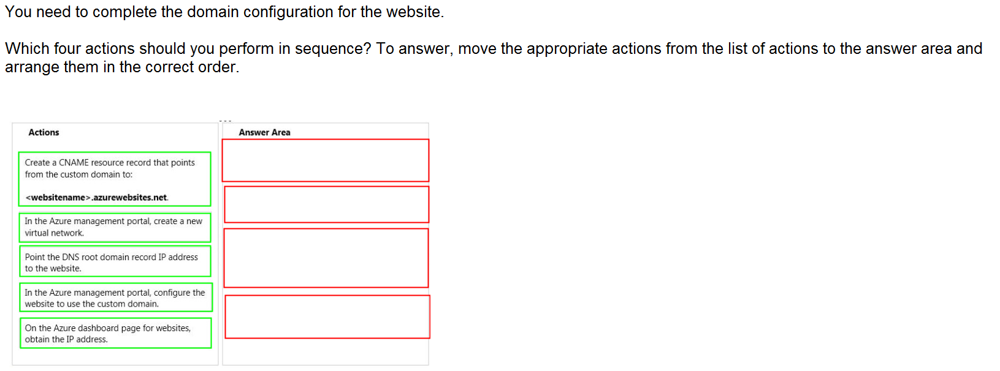 You need to complete the domain configuration for the website.
Which four actions should you perform in sequence? To answer, move the appropriate actions from the list of actions to the answer area and
arrange them in the correct order.
Actions
Create a CNAME resource record that points
from the custom domain to:
<websitename>.azurewebsites.net.
In the Azure management portal, create a new
virtual network.
Point the DNS root domain record IP address
to the website.
In the Azure management portal, configure the
website to use the custom domain.
On the Azure dashboard page for websites,
obtain the IP address.
Answer Area